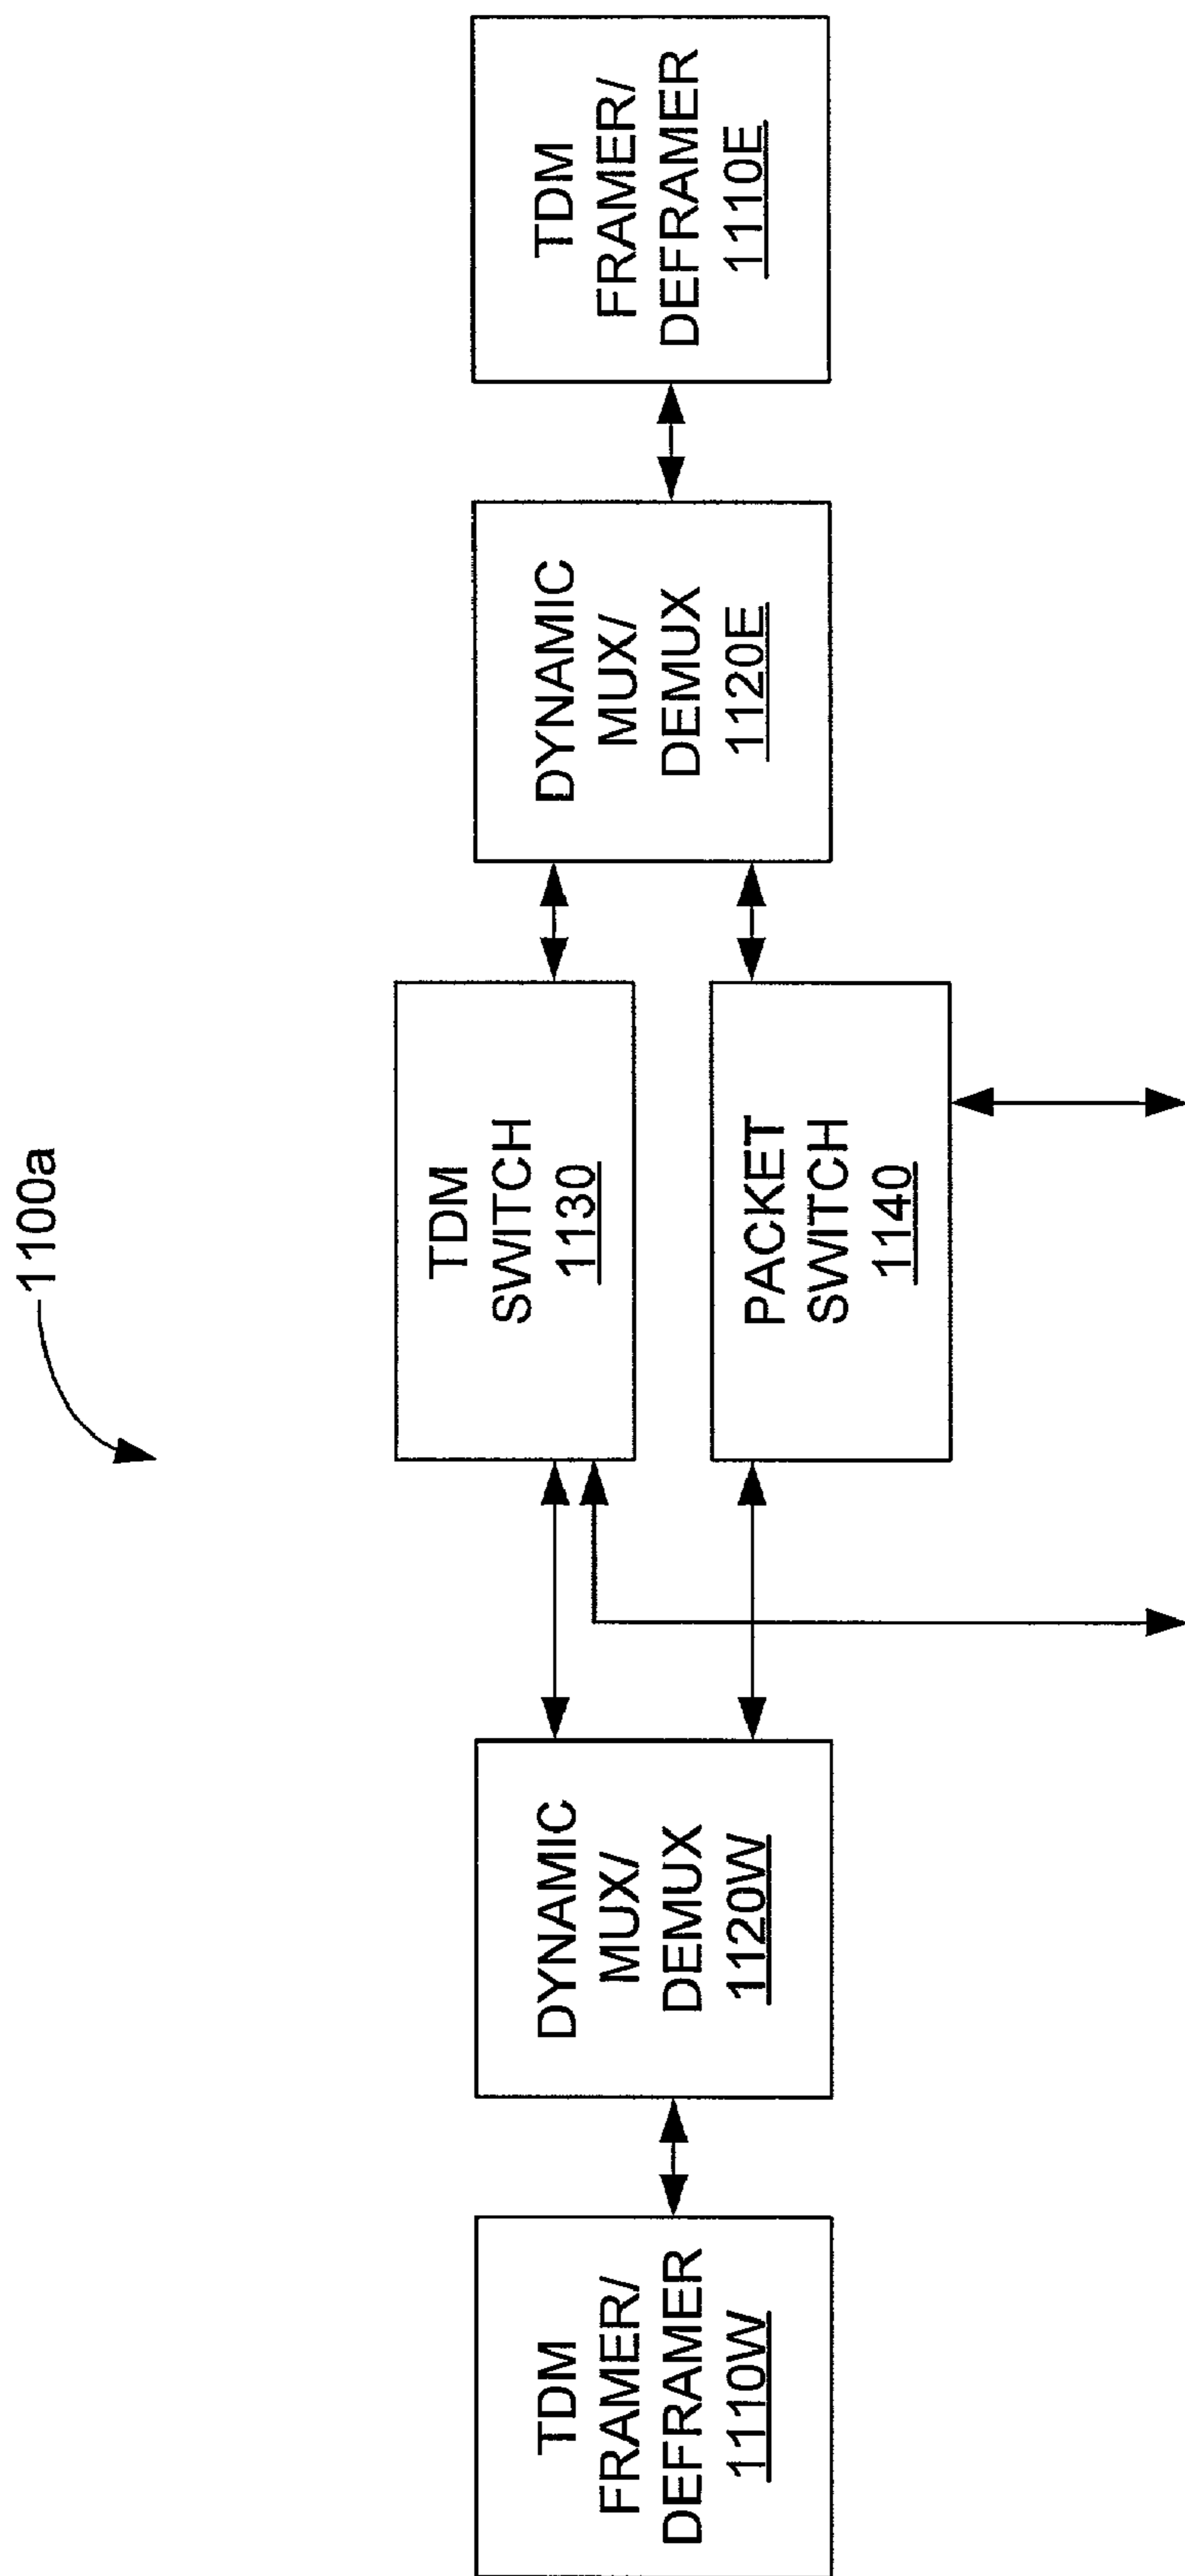 1100a
TDM
FRAMER/
DEFRAMER
1110W
DYNAMIC
MUX/
DEMUX
1120W
TDM
SWITCH
1130
PACKET
SWITCH
1140
DYNAMIC
MUX/
DEMUX
1120E
TDM
FRAMER/
DEFRAMER
1110E